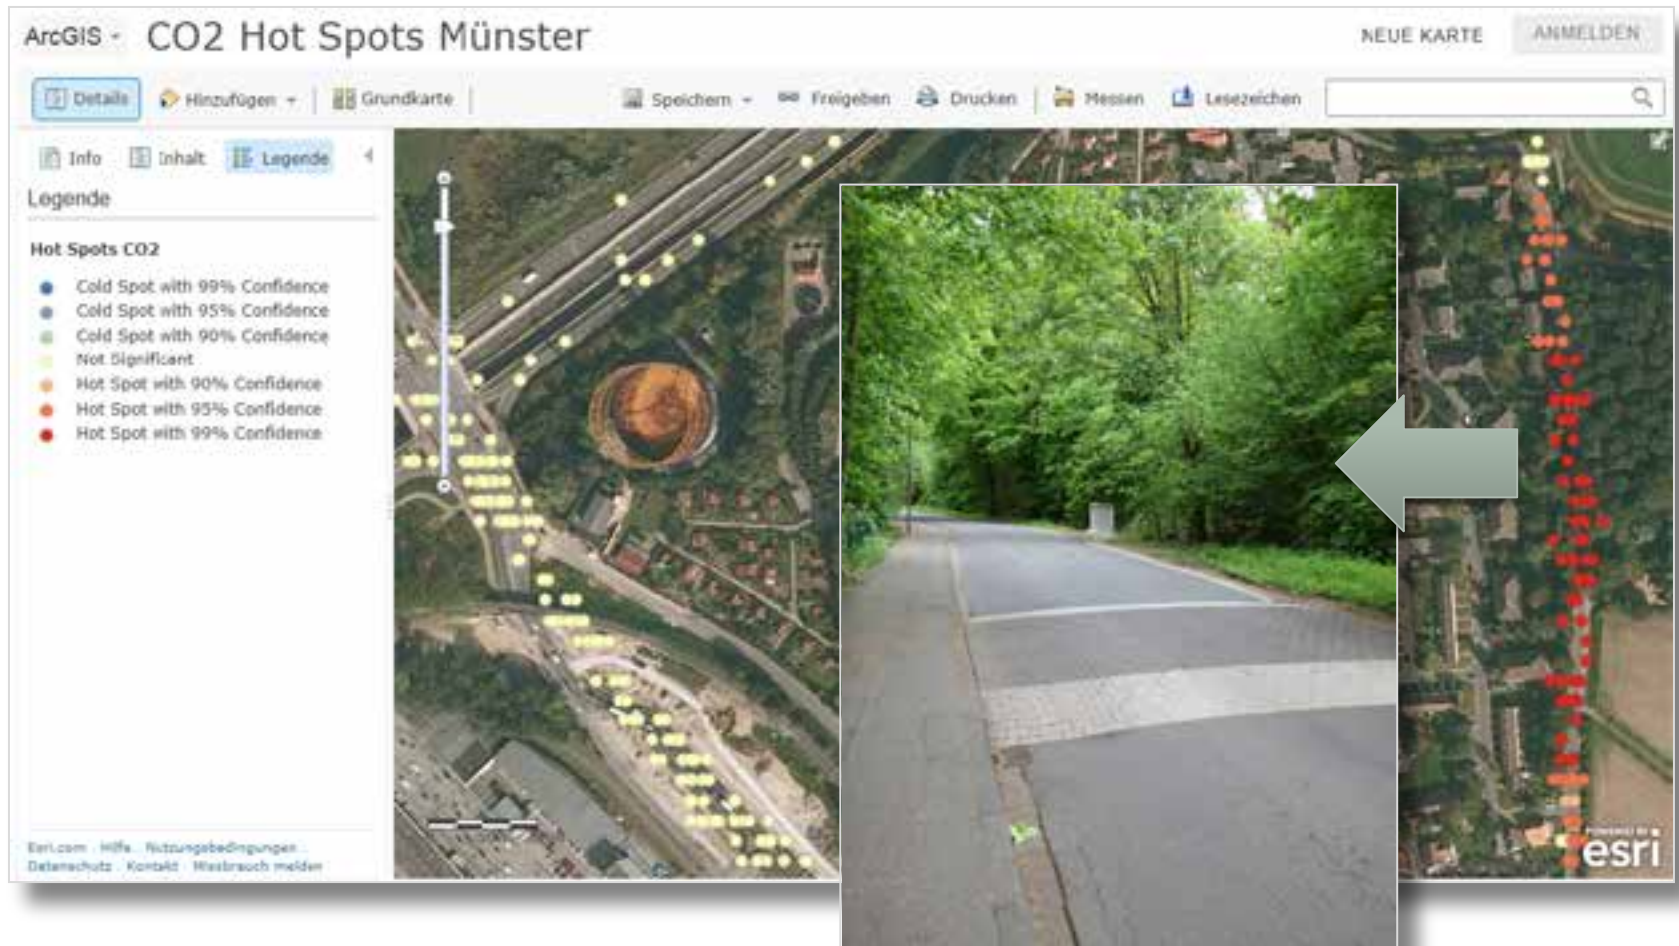 ArcGIS CO2 Hot Spots Münster
NEUE KARTE ANMELDEN
Details Hinzufügen Grundkarte Speichern Freigeben Drucken Messen Lesezeichen
Info Inhalt Legende
Legende
Hot Spots CO2
Cold Spot with 99% Confidence
Cold Spot with 95% Confidence
Cold Spot with 90% Confidence
Not Significant
Hot Spot with 90% Confidence
Hot Spot with 95% Confidence
Hot Spot with 99% Confidence
Esri.com Hilfe Nutzungsbedingungen
Datenschutz Kontakt Missbrauch melden
POWERED BY
esri